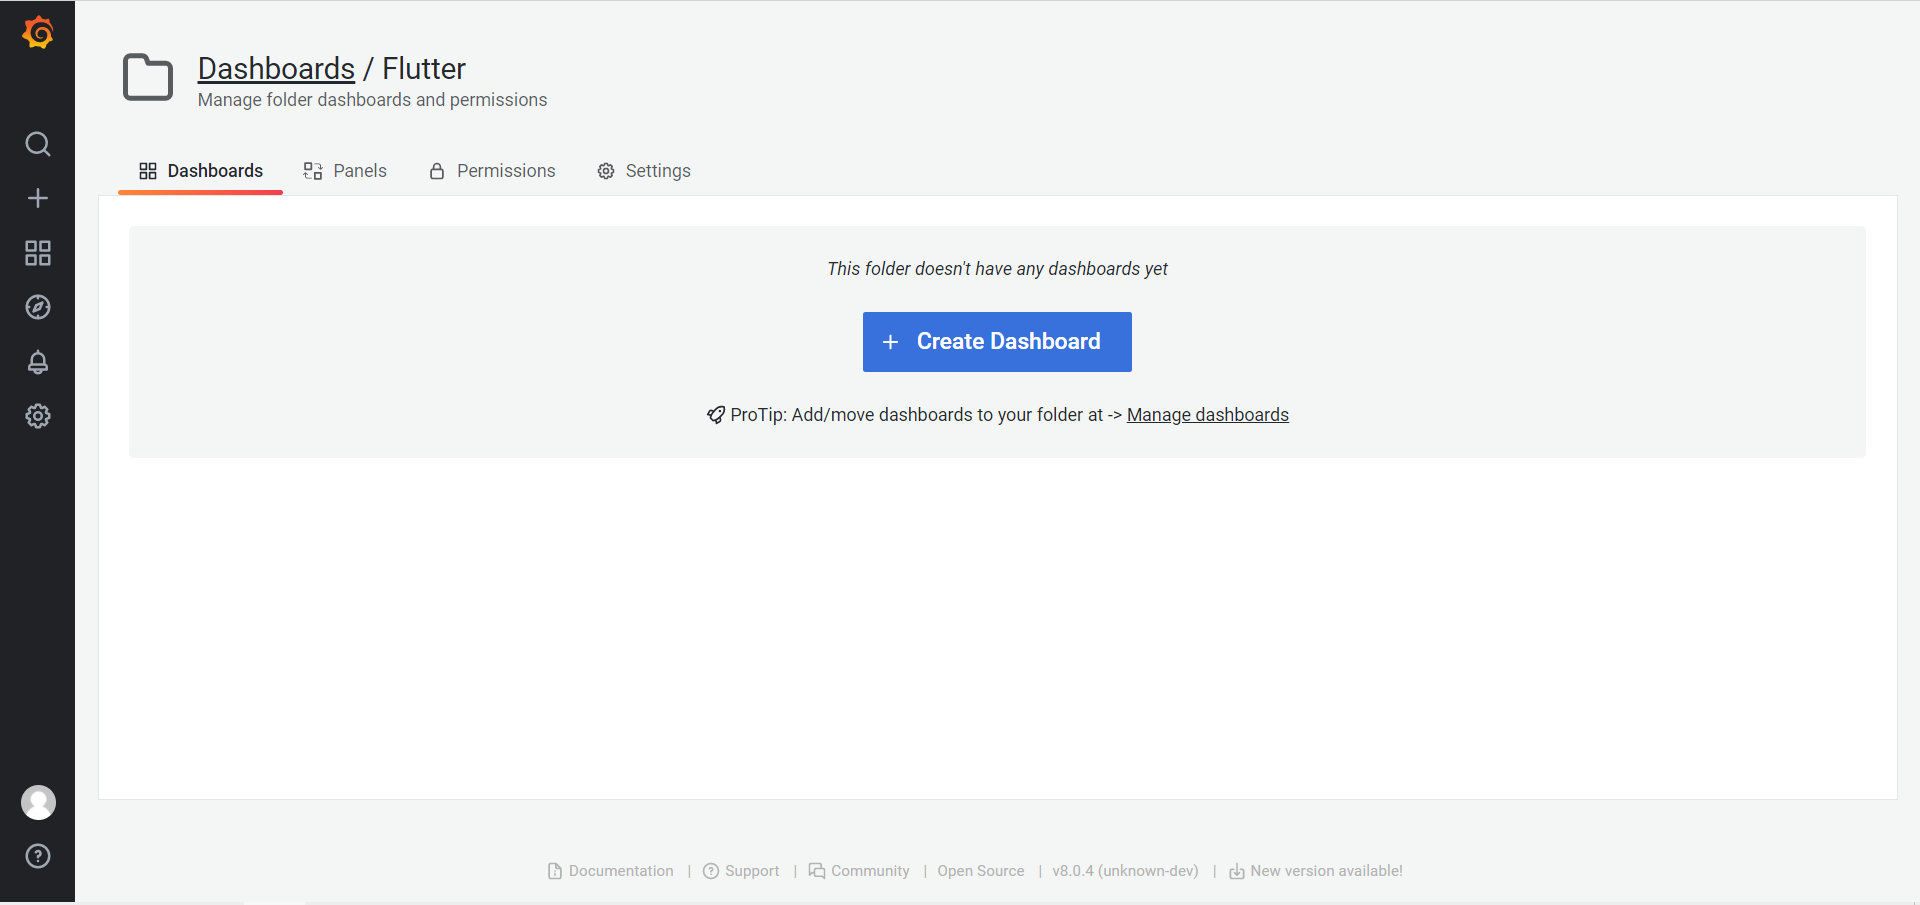 Dashboards / Flutter
Manage folder dashboards and permissions
Dashboards Panels Permissions Settings
This folder doesn't have any dashboards yet
+ Create Dashboard
ProTip: Add/move dashboards to your folder at -> Manage dashboards
Documentation | Support | Community | Open Source | v8.0.4 (unknown-dev) | New version available!